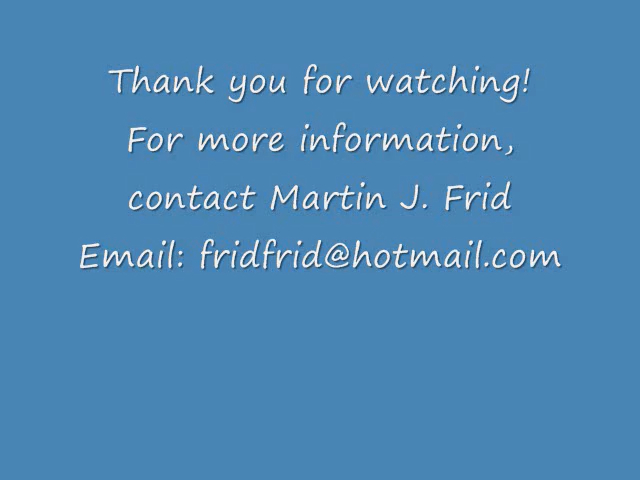 Thank you for watching!
For more information,
contact Martin J. Frid
Email: fridfrid@hotmail.com